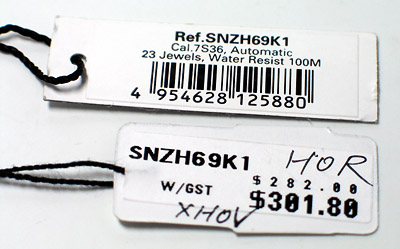 Ref.SNZH69K1
Cal.7S36, Automatic
23 Jewels, Water Resist 100M
4 954628 125880
SNZH69K1 HOR
$282.00
W/GST $301.80
XHOV